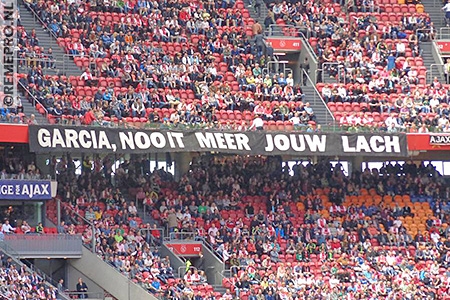 ©REMEPRO.NL
GARCIA, NOOIT MEER JOUW LACH
AJAX
GE AJAX